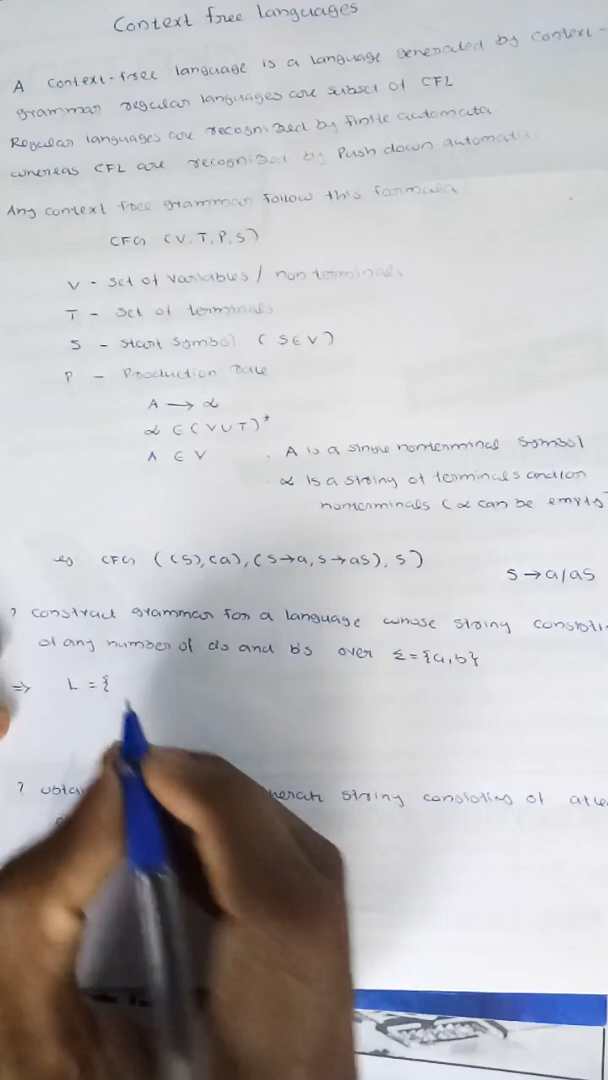 Context free languages
A context-free language is a language generated by context-
grammar regular languages are subset of CFL
Regular languages are recognized by finite automata
whereas CFL are recognized by Push down automata.
Any context free grammar follow this formula
CFG (V, T, P, S)
V - set of variables / non terminals
T - set of terminals
S - start symbol ( S ∈ V )
P - Production rule
A → α
α ∈ (V ∪ T)*
A ∈ V . A is a single nonterminal symbol
α is a string of terminals and/or
nonterminals ( α can be empty
eg CFG ( (S), (a), ( S→a, S→aS), S )
S → a/aS
? construct grammar for a language whose string
of any number of a's and b's over Σ={a,b}
⇒ L = {
? string consisting of